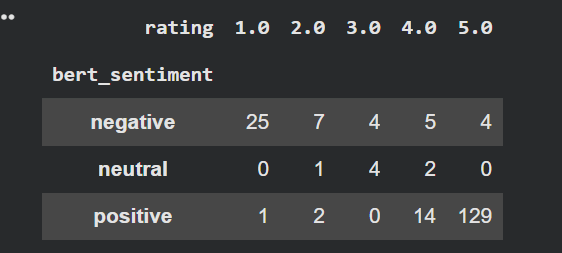 rating 1.0 2.0 3.0 4.0 5.0
bert_sentiment
negative 25 7 4 5 4
neutral 0 1 4 2 0
positive 1 2 0 14 129